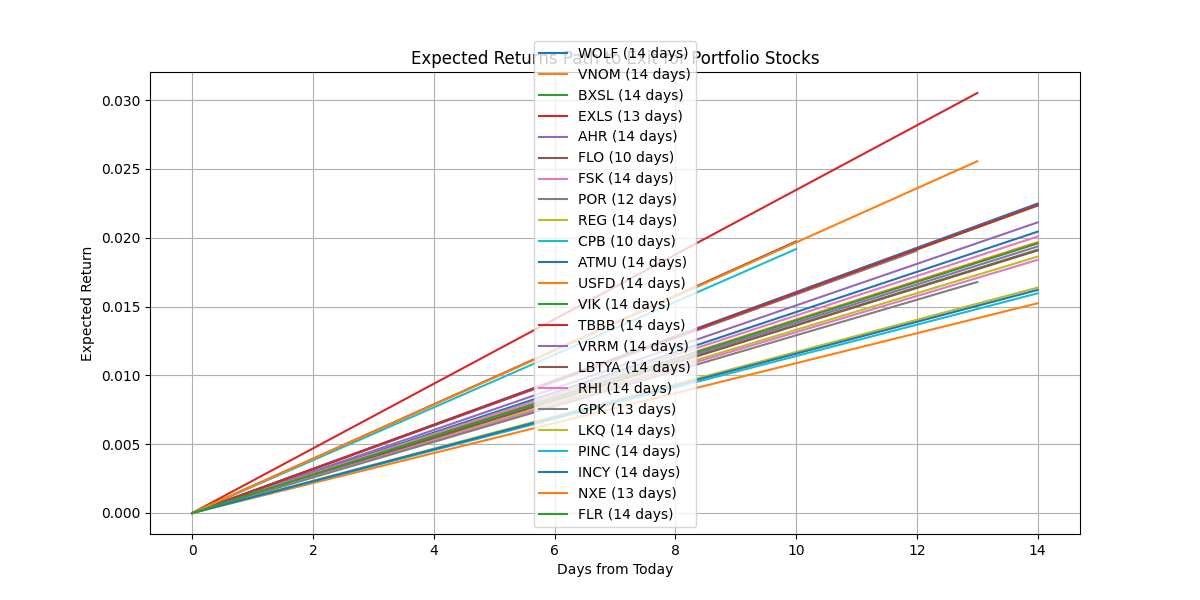 Expected Returns Path to Exit for Portfolio Stocks
WOLF (14 days)
VNOM (14 days)
BXSL (14 days)
EXLS (13 days)
AHR (14 days)
FLO (10 days)
FSK (14 days)
POR (12 days)
REG (14 days)
CPB (10 days)
ATMU (14 days)
USFD (14 days)
VIK (14 days)
TBBB (14 days)
VRRM (14 days)
LBTYA (14 days)
RHI (14 days)
GPK (13 days)
LKQ (14 days)
PINC (14 days)
INCY (14 days)
NXE (13 days)
FLR (14 days)
Expected Return
0.030
0.025
0.020
0.015
0.010
0.005
0.000
0 2 4 6 8 10 12 14
Days from Today